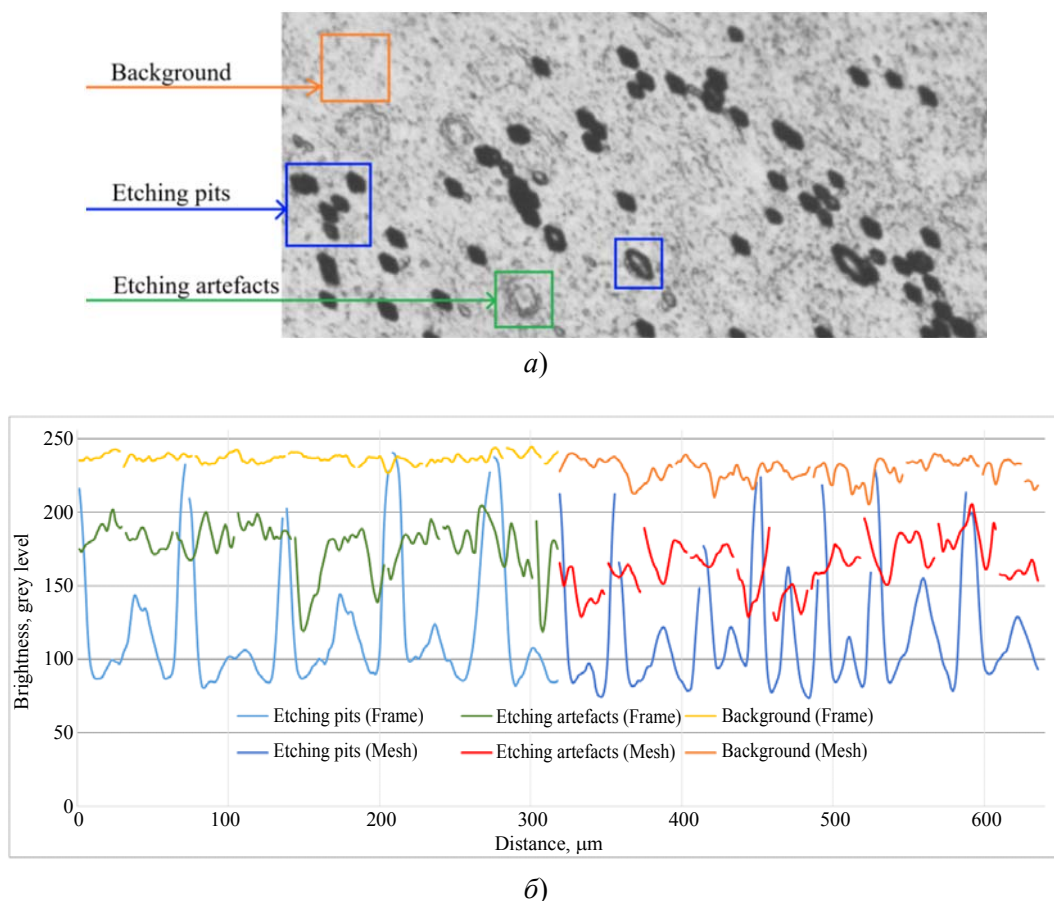 Background
Etching pits
Etching artefacts
a)
Brightness, grey level
250
200
150
100
50
0
Etching pits (Frame) Etching artefacts (Frame) Background (Frame)
Etching pits (Mesh) Etching artefacts (Mesh) Background (Mesh)
0 100 200 300 400 500 600
Distance, μm
б)